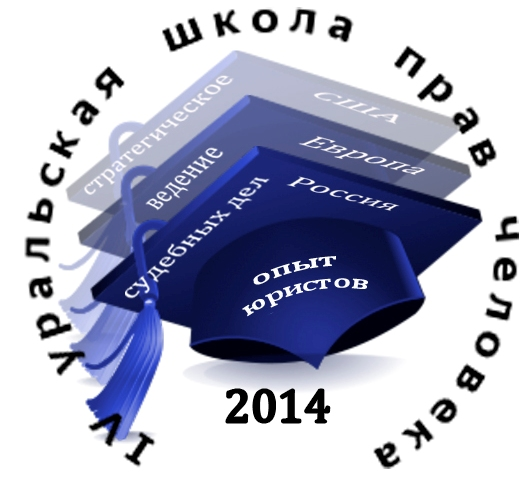 IV уральская школа прав человека
стратегическое
ведение
судебных дел
США
Европа
Россия
опыт
юристов
2014